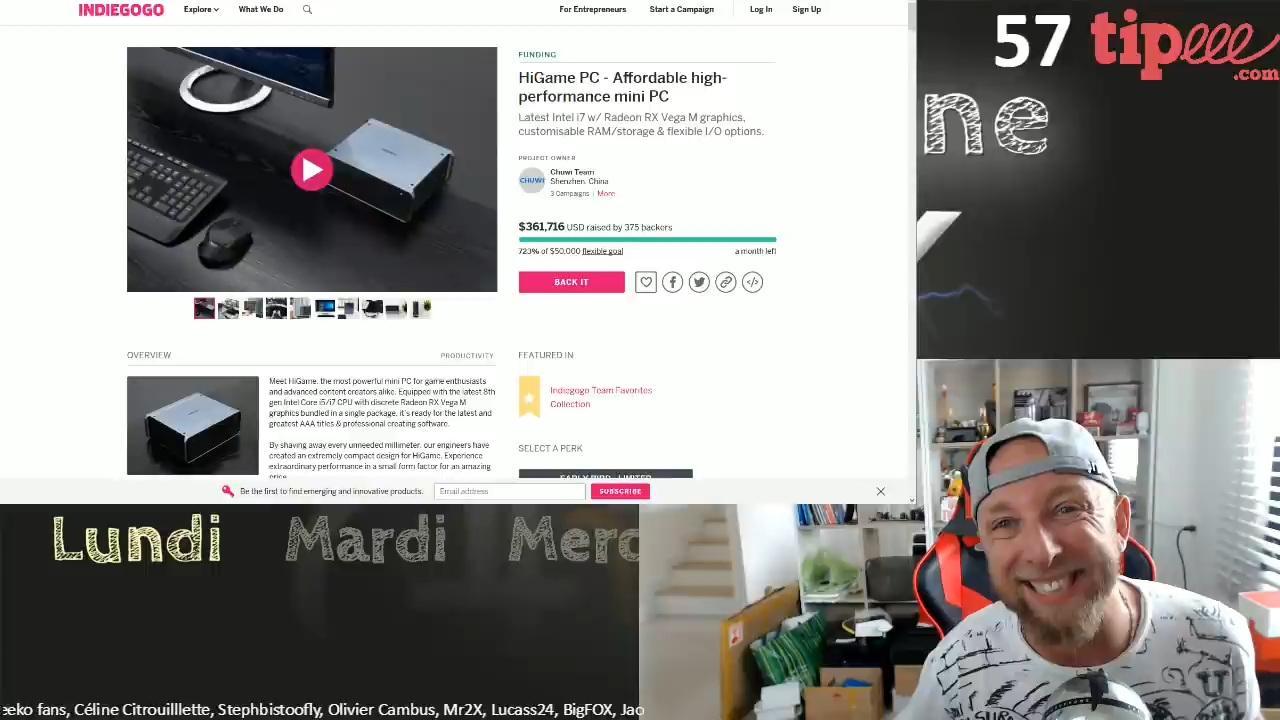 INDIEGOGO
Explore
What We Do
For Entrepreneurs
Start a Campaign
Log In
Sign Up
FUNDING
HiGame PC - Affordable high-
performance mini PC
Latest Intel i7 w/ Radeon RX Vega M graphics,
customisable RAM/storage & flexible I/O options.
PROJECT OWNER
CHUWI
Chuwi Team
Shenzhen, China
3 Campaigns | More
$361,716 USD raised by 375 backers
723% of $50,000 flexible goal
a month left
BACK IT
OVERVIEW
PRODUCTIVITY
Meet HiGame, the most powerful mini PC for game enthusiasts
and advanced content creators alike. Equipped with the latest 8th
gen Intel Core i5/i7 CPU with discrete Radeon RX Vega M
graphics bundled in a single package, it's ready for the latest and
greatest AAA titles & professional creating software.
By shaving away every unneeded millimeter, our engineers have
created an extremely compact design for HiGame. Experience
extraordinary performance in a small form factor for an amazing
price.
FEATURED IN
Indiegogo Team Favorites
Collection
SELECT A PERK
EARLY BIRD - LIMITED
Be the first to find emerging and innovative products.
Email address
SUBSCRIBE
57 tipeee
.com
ne
Lundi Mardi Merc
eeko fans, Céline Citrouilllette, Stephbistoofly, Olivier Kambus, Mr2X, Lucass24, BigFOX, Jac